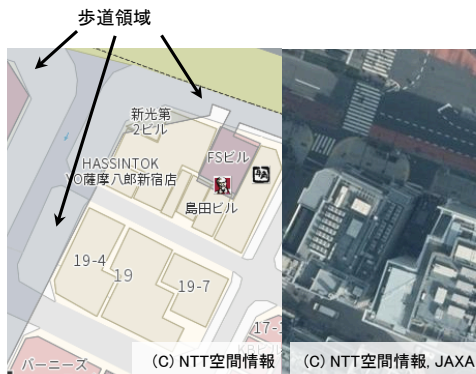 歩道領域
新光第
2ビル
FSビル
HASSINTOK
YO薩摩八郎新宿店
島田ビル
19-4
19
19-7
17-1
バーニーズ
(C) NTT空間情報
(C) NTT空間情報, JAXA